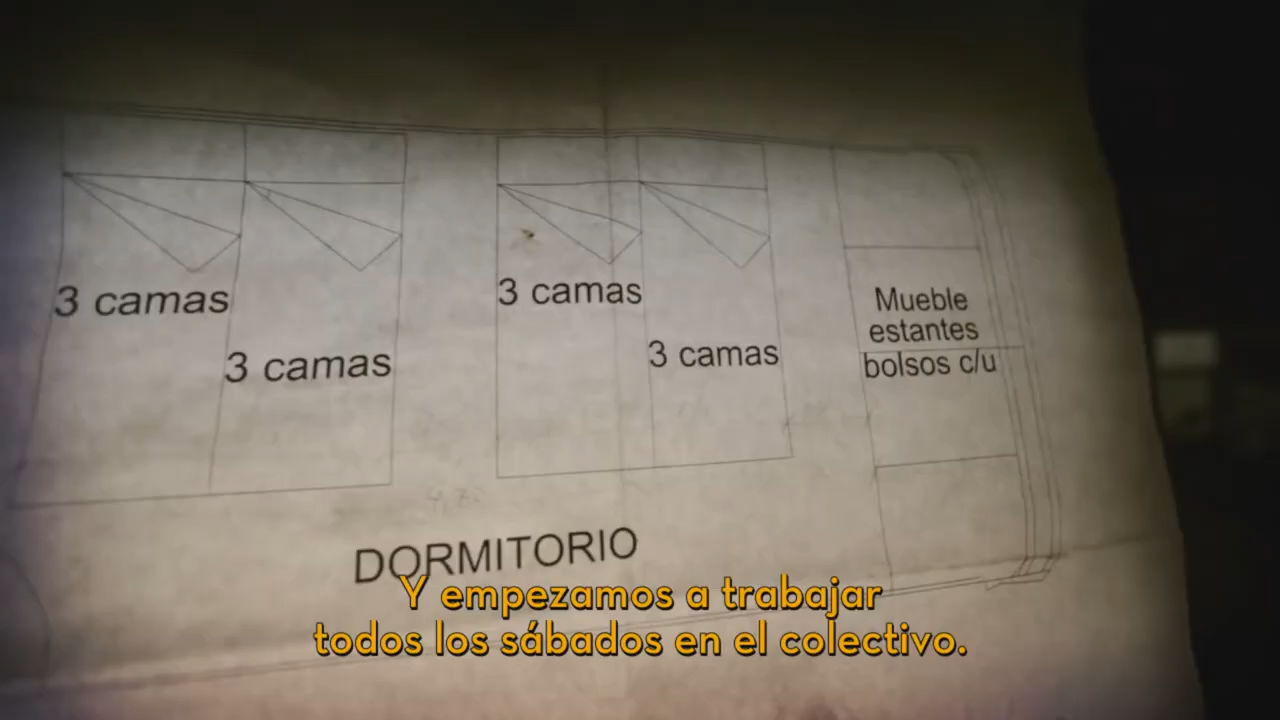 3 camas
3 camas
3 camas
3 camas
Mueble
estantes
bolsos c/u
DORMITORIO
Y empezamos a trabajar
todos los sábados en el colectivo.